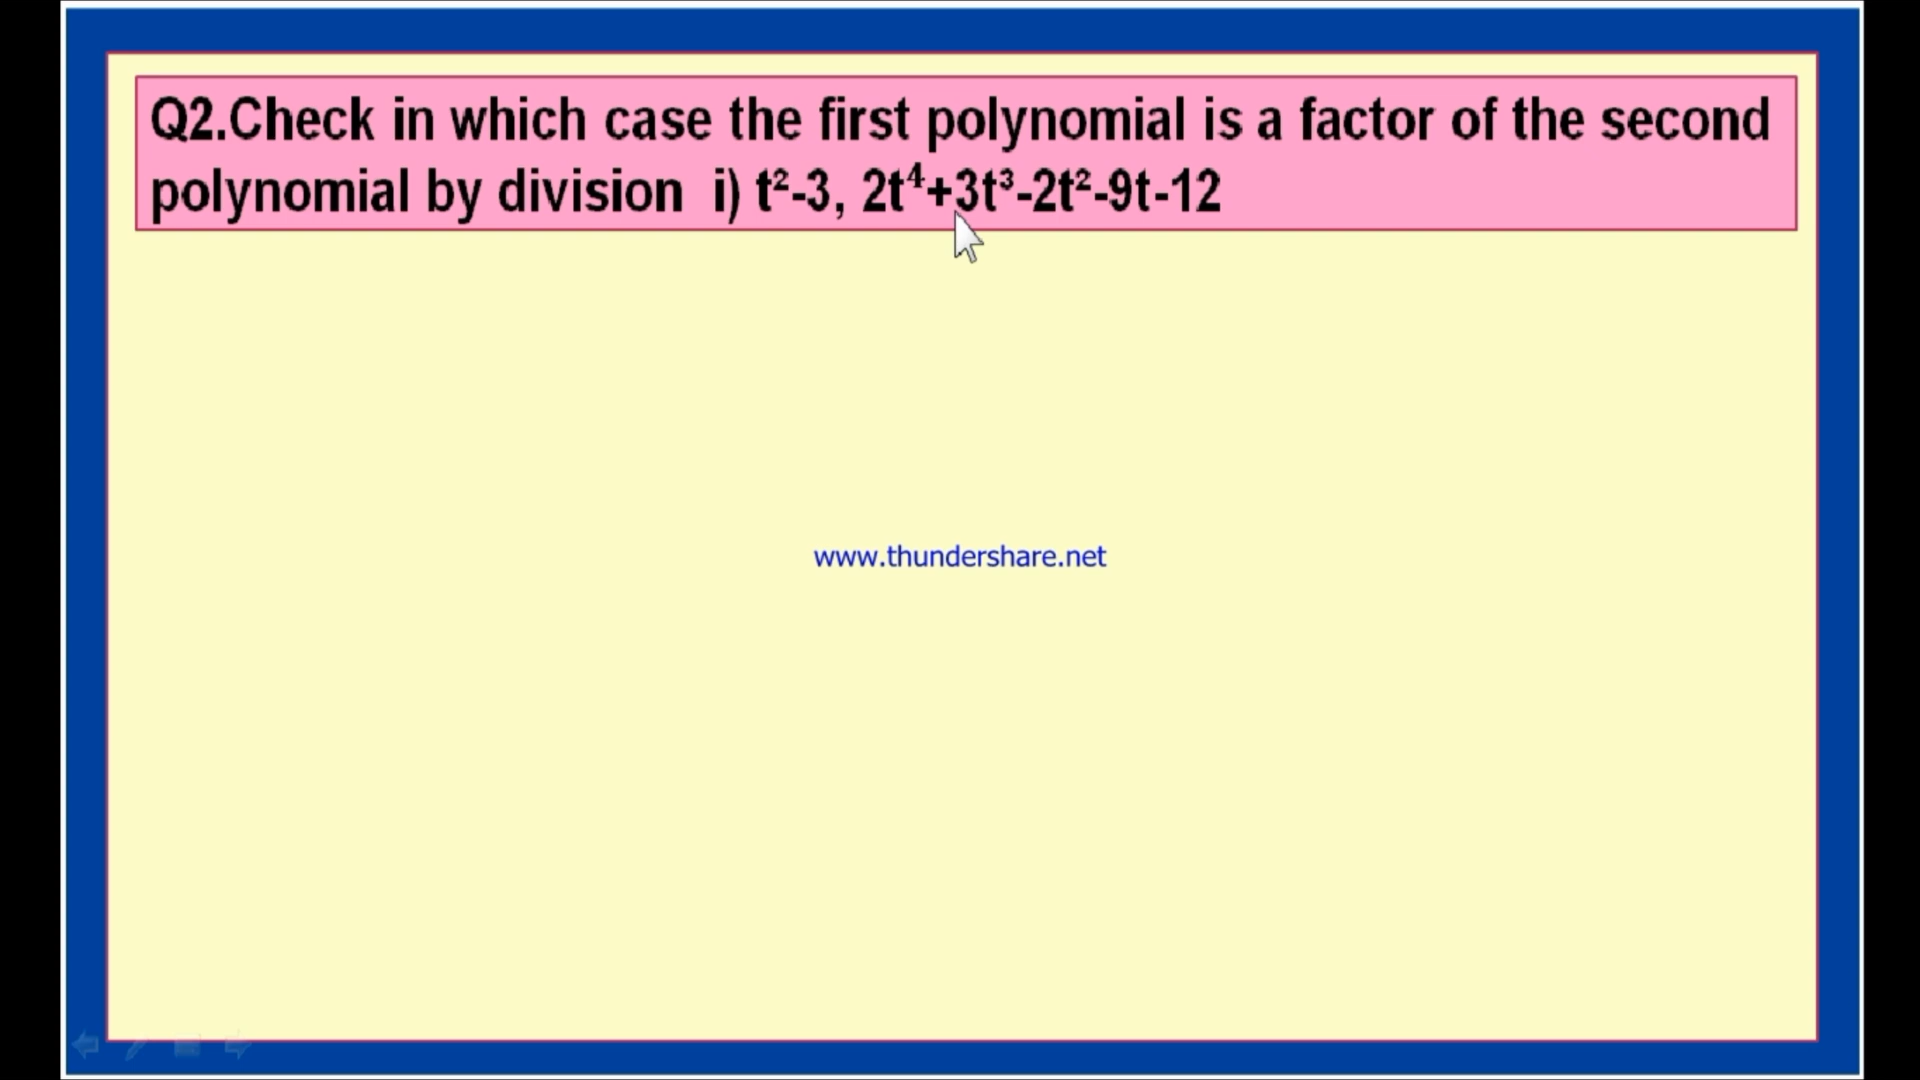 Q2.Check in which case the first polynomial is a factor of the second
polynomial by division i) t²-3, 2t⁴+3t³-2t²-9t-12
www.thundershare.net